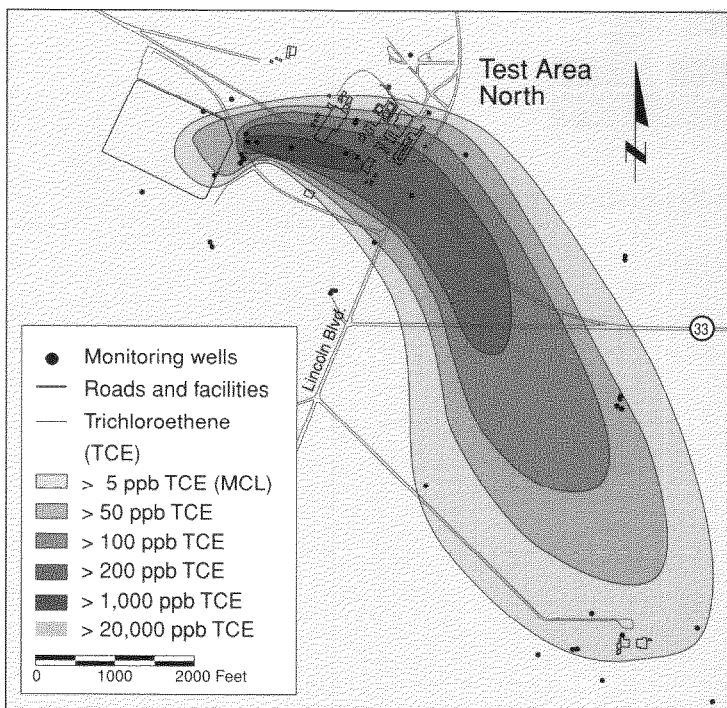 Test Area
North
N
33
Lincoln Blvd
Monitoring wells
Roads and facilities
Trichloroethene
(TCE)
> 5 ppb TCE (MCL)
> 50 ppb TCE
> 100 ppb TCE
> 200 ppb TCE
> 1,000 ppb TCE
> 20,000 ppb TCE
0 1000 2000 Feet